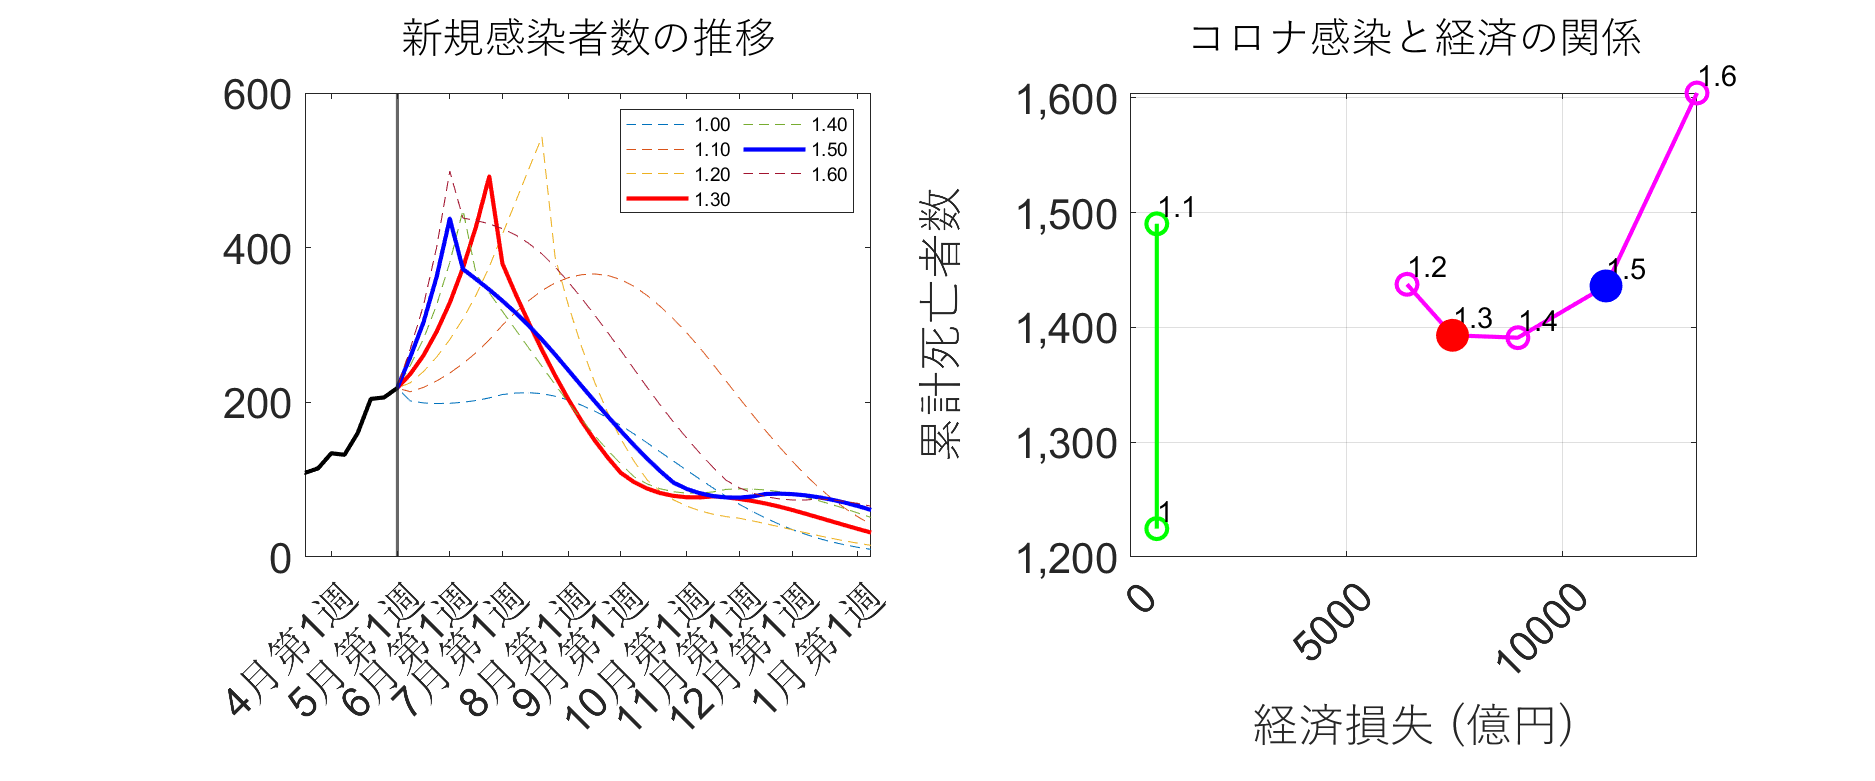 新規感染者数の推移
600
400
200
0
1.00
1.10
1.20
1.30
1.40
1.50
1.60
4月第1週
5月第1週
6月第1週
7月第1週
8月第1週
9月第1週
10月第1週
11月第1週
12月第1週
1月第1週
コロナ感染と経済の関係
累計死亡者数
1,600
1,500
1,400
1,300
1,200
1.1
1
1.2
1.3
1.4
1.5
1.6
0
5000
10000
経済損失 (億円)